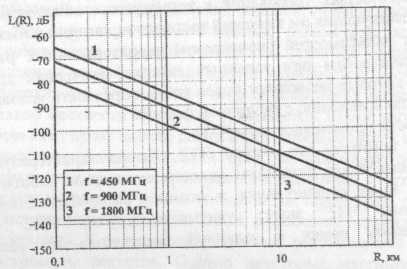 L(R), дБ
−60
−70
−80
−90
−100
−110
−120
−130
−140
−150
1
2
3
1 f = 450 МГц
2 f = 900 МГц
3 f = 1800 МГц
0,1 1 10 R, км